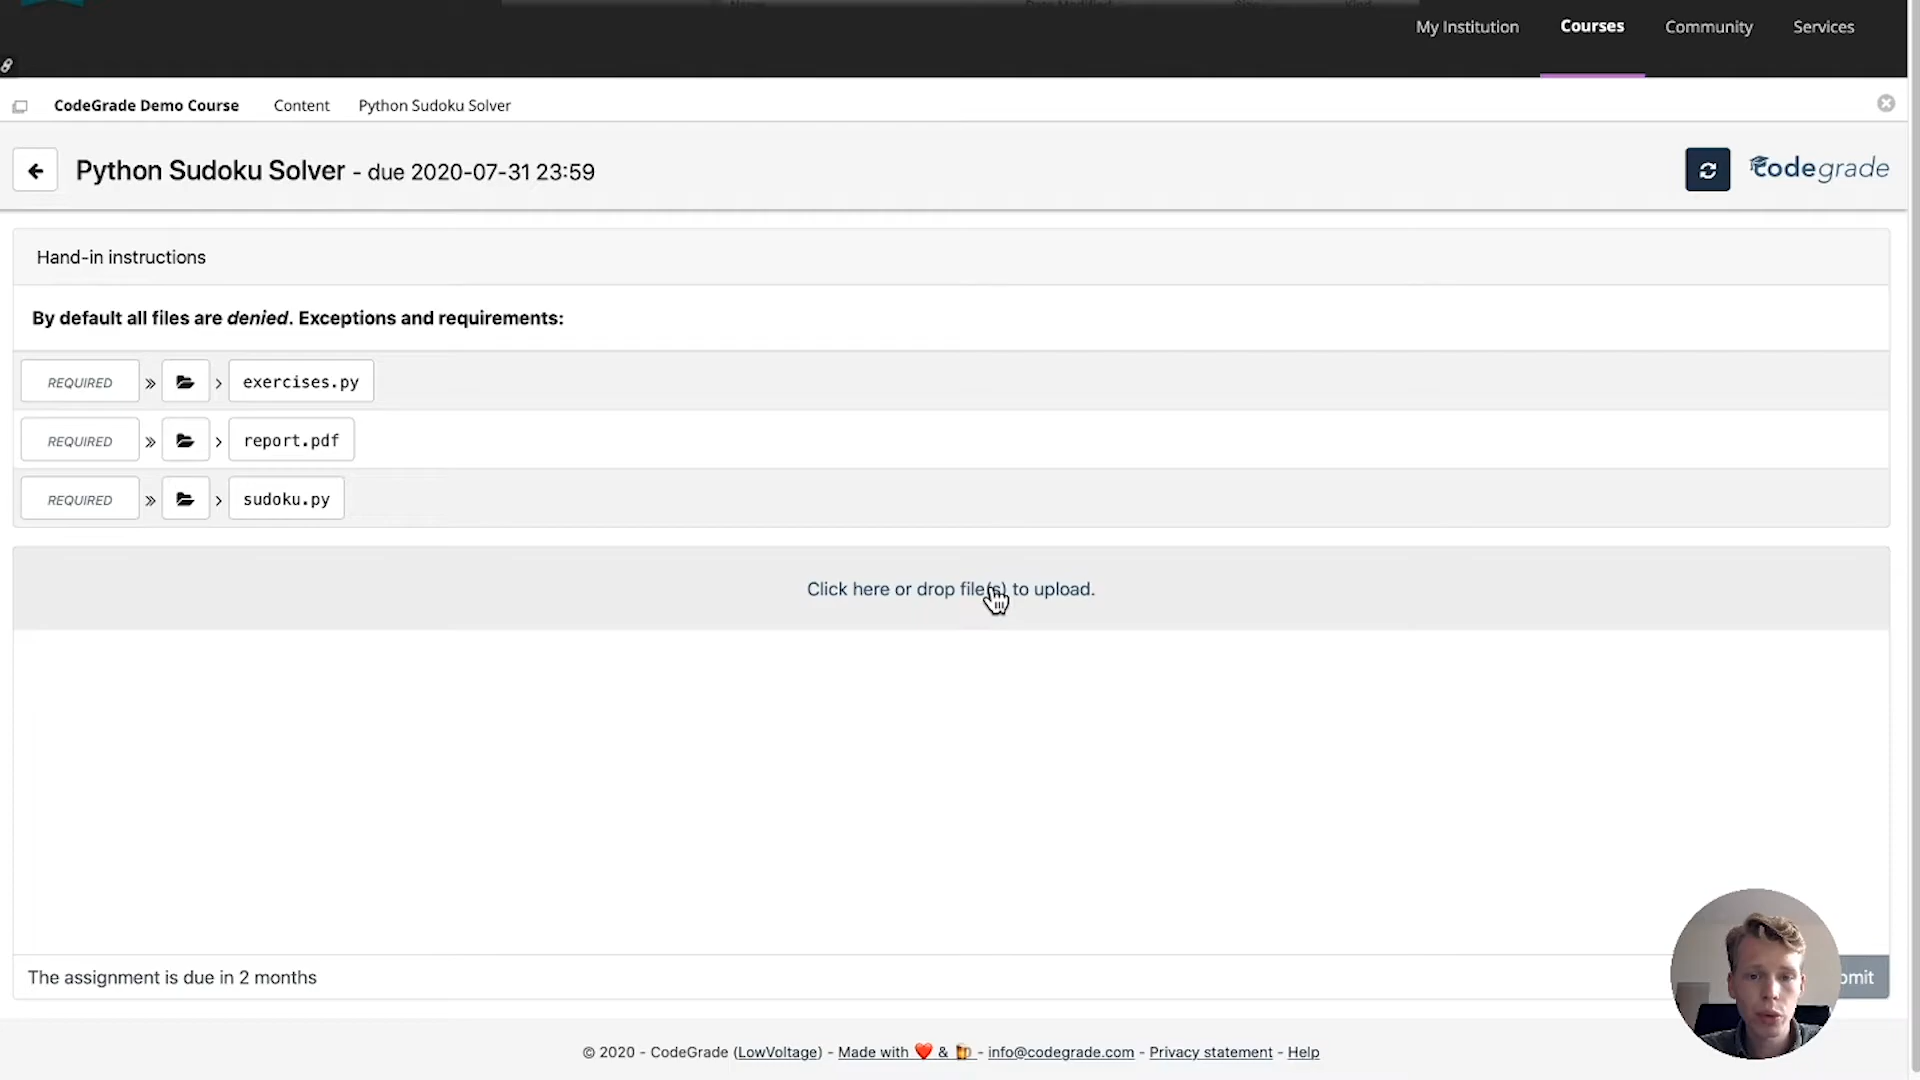 My Institution Courses Community Services
CodeGrade Demo Course Content Python Sudoku Solver
Python Sudoku Solver - due 2020-07-31 23:59
codegrade
Hand-in instructions
By default all files are denied. Exceptions and requirements:
REQUIRED » > exercises.py
REQUIRED » > report.pdf
REQUIRED » > sudoku.py
Click here or drop file(s) to upload.
The assignment is due in 2 months
mit
© 2020 - CodeGrade (LowVoltage) - Made with ❤️ & 🍻 - info@codegrade.com - Privacy statement - Help